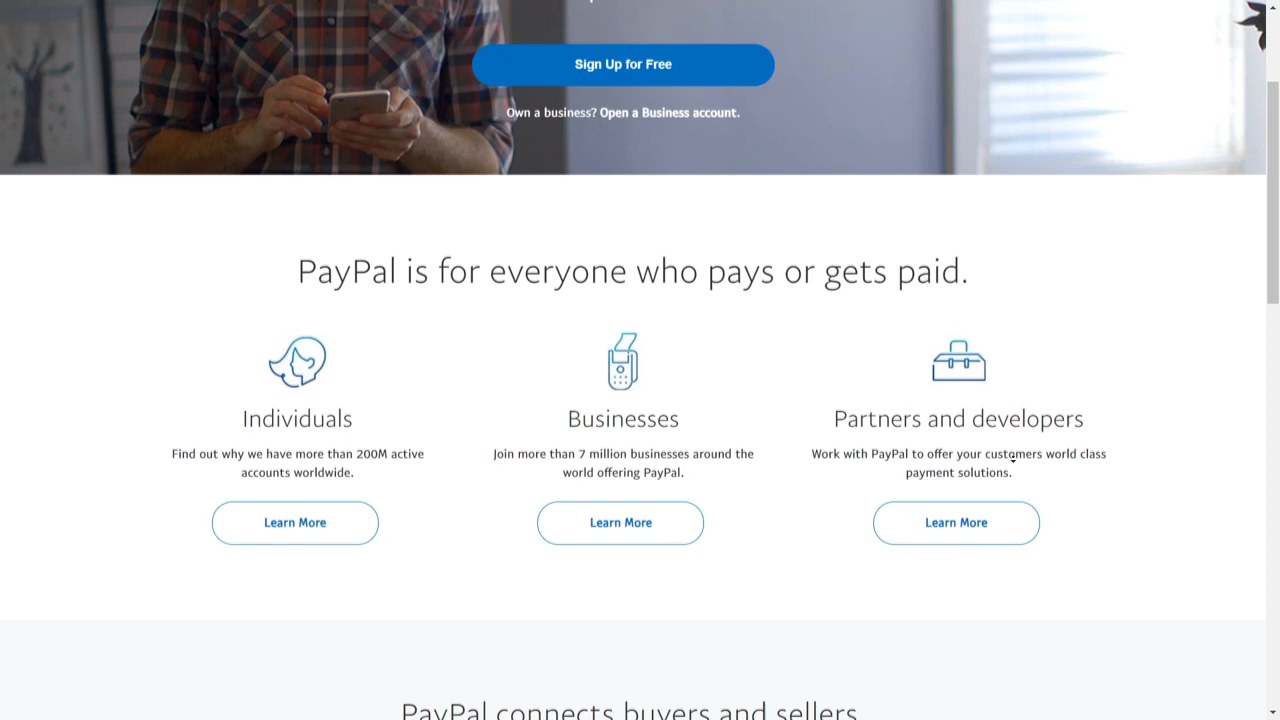 Sign Up for Free
Own a business? Open a Business account.
PayPal is for everyone who pays or gets paid.
Individuals
Find out why we have more than 200M active
accounts worldwide.
Learn More
Businesses
Join more than 7 million businesses around the
world offering PayPal.
Learn More
Partners and developers
Work with PayPal to offer your customers world class
payment solutions.
Learn More
PayPal connects buyers and sellers